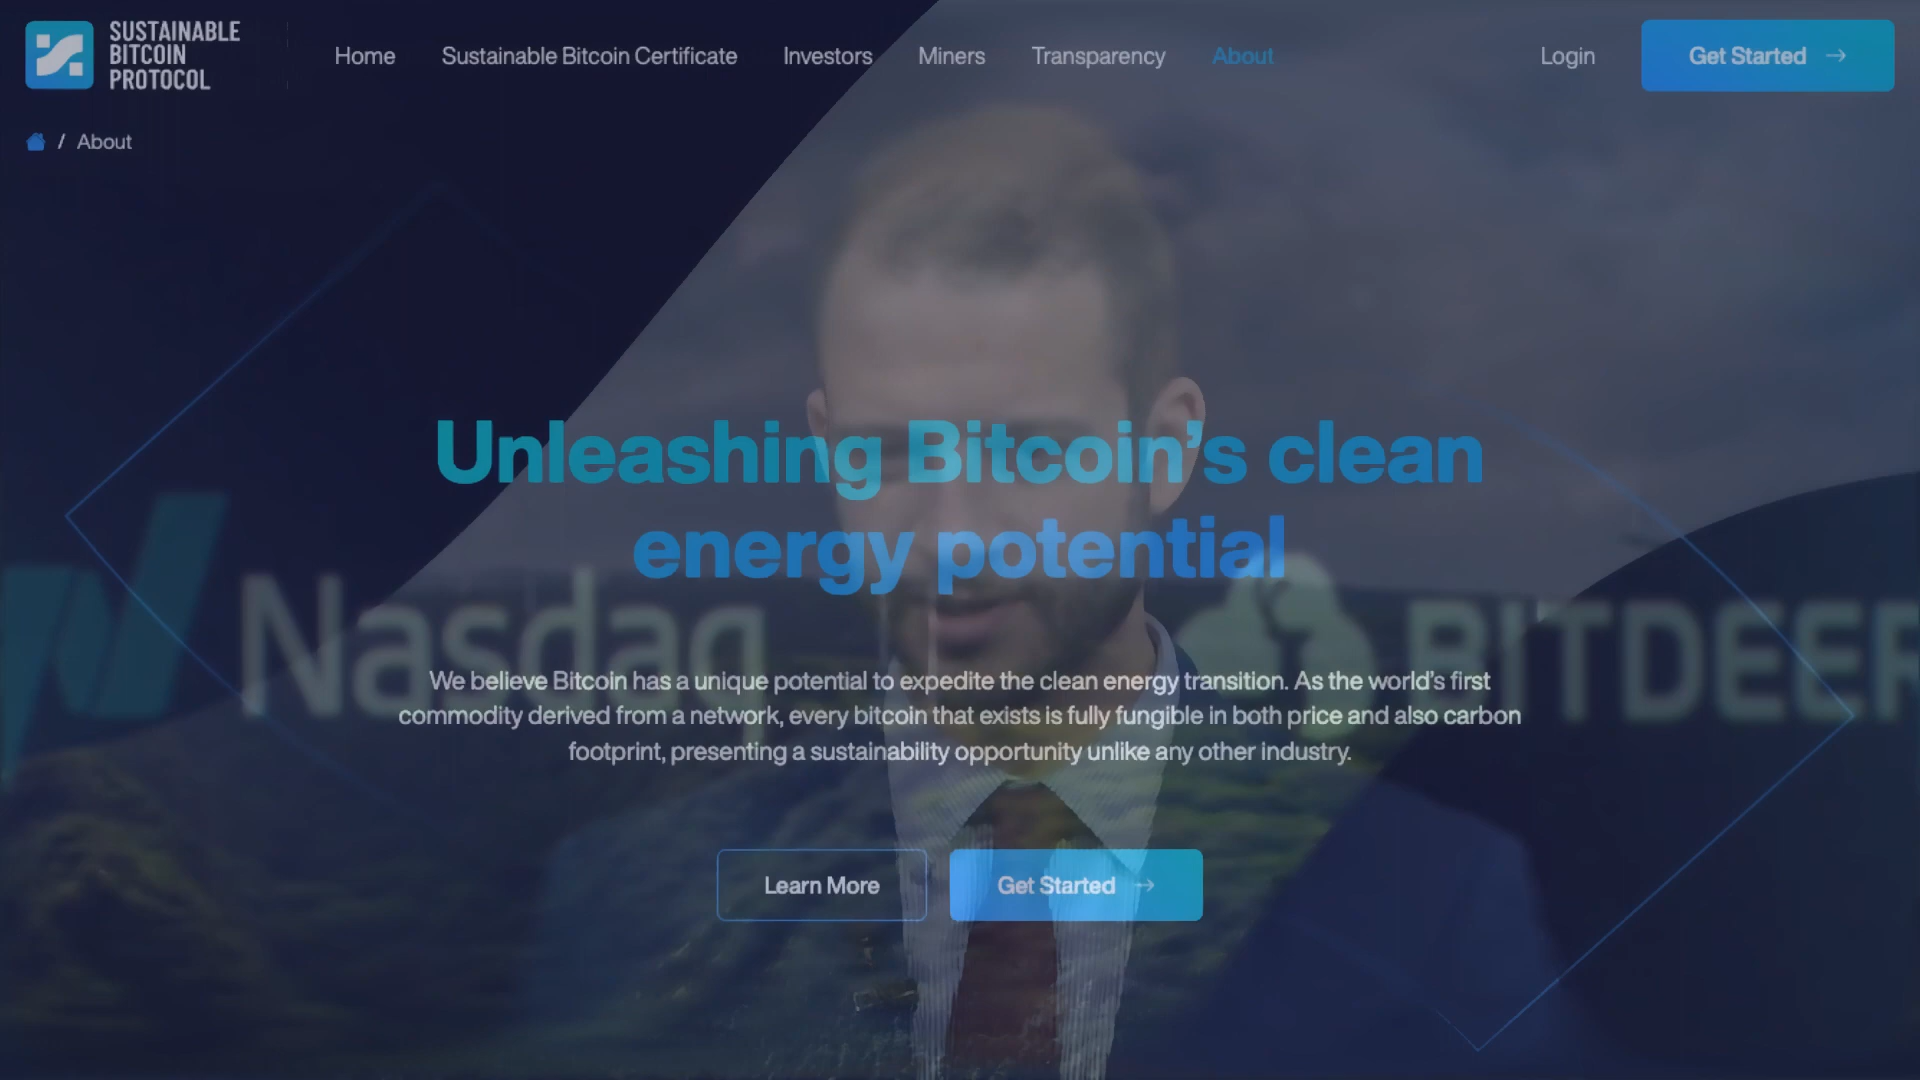 SUSTAINABLE
BITCOIN
PROTOCOL
Home Sustainable Bitcoin Certificate Investors Miners Transparency About Login Get Started →
/ About
Unleashing Bitcoin’s clean
energy potential
Nasdaq
BITDEER
We believe Bitcoin has a unique potential to expedite the clean energy transition. As the world’s first
commodity derived from a network, every bitcoin that exists is fully fungible in both price and also carbon
footprint, presenting a sustainability opportunity unlike any other industry.
Learn More Get Started →